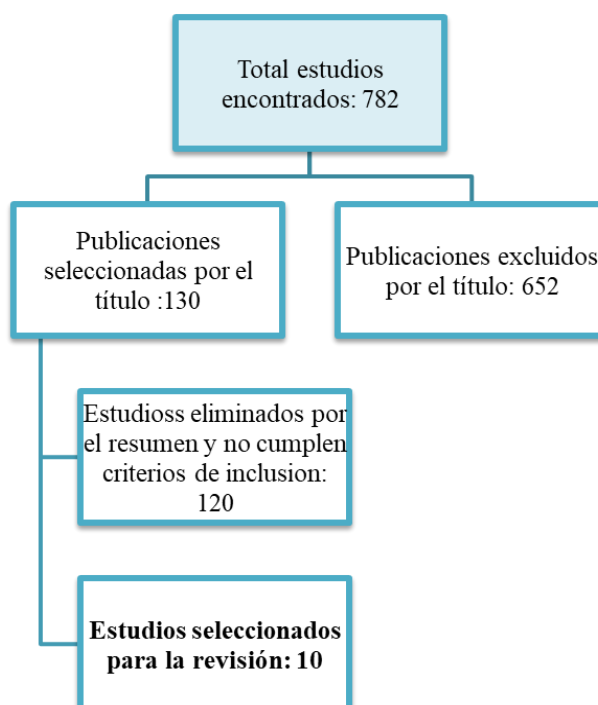 Total estudios
encontrados: 782
Publicaciones
seleccionadas por el
título :130
Publicaciones excluidos
por el título: 652
Estudioss eliminados por
el resumen y no cumplen
criterios de inclusion:
120
Estudios seleccionados
para la revisión: 10